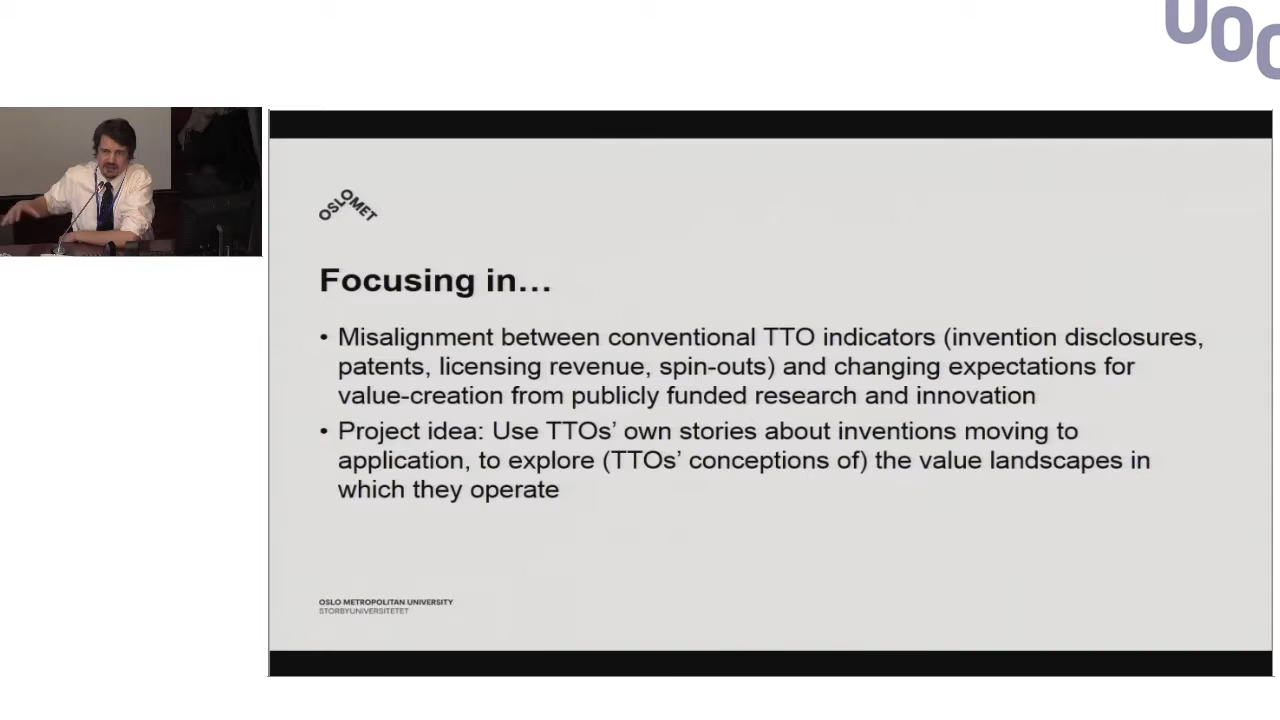 UOC
OSLOMET
Focusing in...
• Misalignment between conventional TTO indicators (invention disclosures,
patents, licensing revenue, spin-outs) and changing expectations for
value-creation from publicly funded research and innovation
• Project idea: Use TTOs’ own stories about inventions moving to
application, to explore (TTOs’ conceptions of) the value landscapes in
which they operate
OSLO METROPOLITAN UNIVERSITY
STORBYUNIVERSITETET